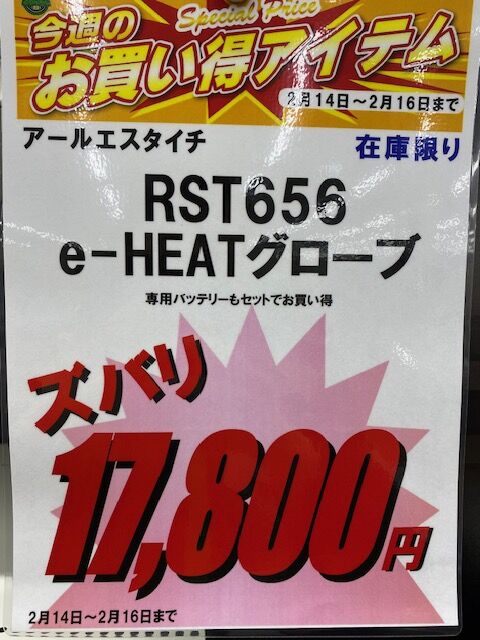 Special Price
今週の
お買い得アイテム
2月14日～2月16日まで
アールエスタイチ
在庫限り
RST656
e-HEATグローブ
専用バッテリーもセットでお買い得
ズバリ
17,800円
2月14日～2月16日まで